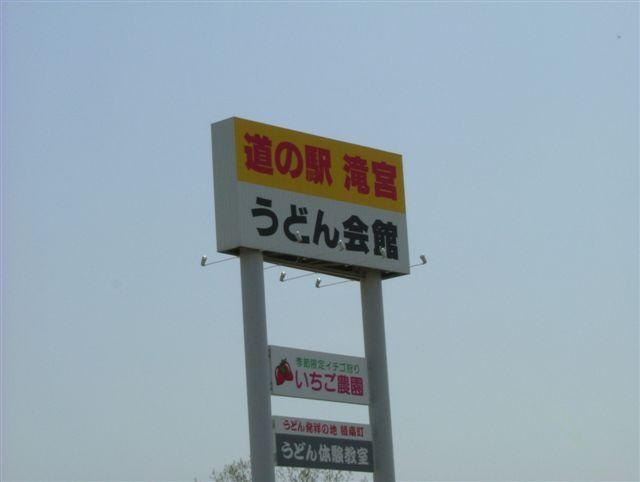 道の駅 滝宮
うどん会館
季節限定イチゴ狩り
いちご農園
うどん発祥の地 綾南町
うどん体験教室